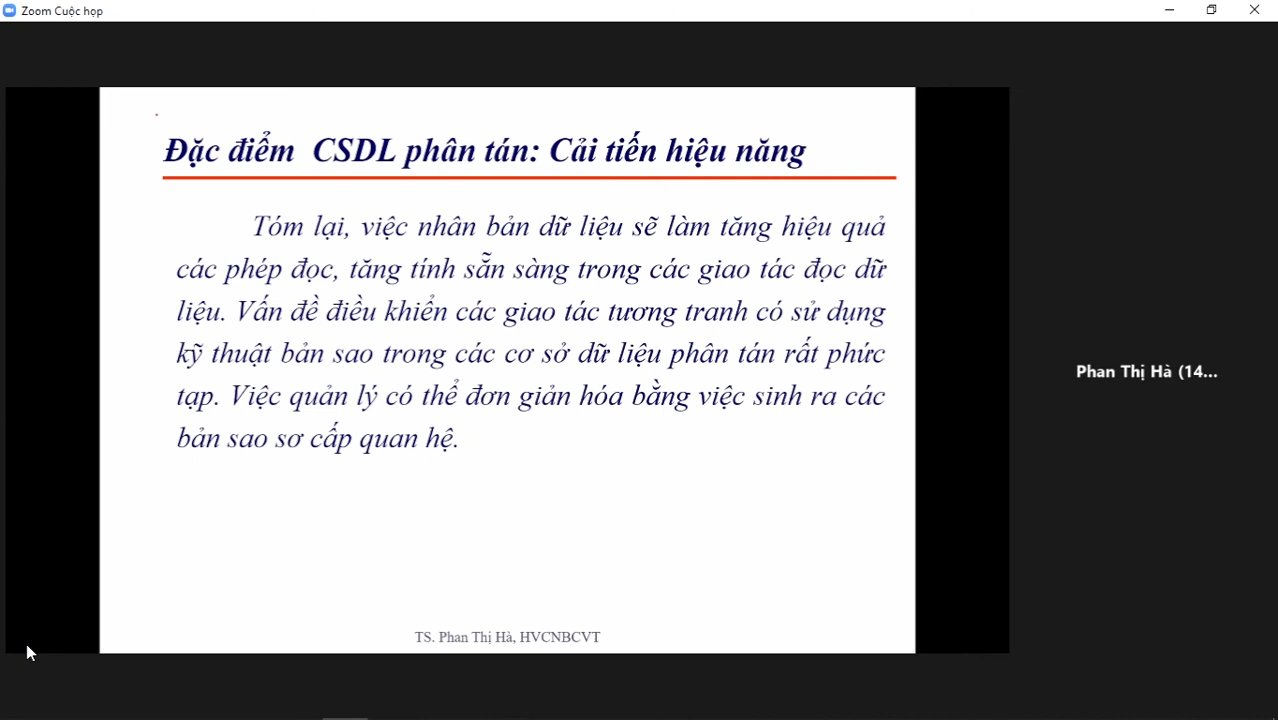 Zoom Cuộc họp
Đặc điểm CSDL phân tán: Cải tiến hiệu năng
Tóm lại, việc nhân bản dữ liệu sẽ làm tăng hiệu quả
các phép đọc, tăng tính sẵn sàng trong các giao tác đọc dữ
liệu. Vấn đề điều khiển các giao tác tương tranh có sử dụng
kỹ thuật bản sao trong các cơ sở dữ liệu phân tán rất phức
tạp. Việc quản lý có thể đơn giản hóa bằng việc sinh ra các
bản sao sơ cấp quan hệ.
Phan Thị Hà (14...
TS. Phan Thị Hà, HVCNBCVT